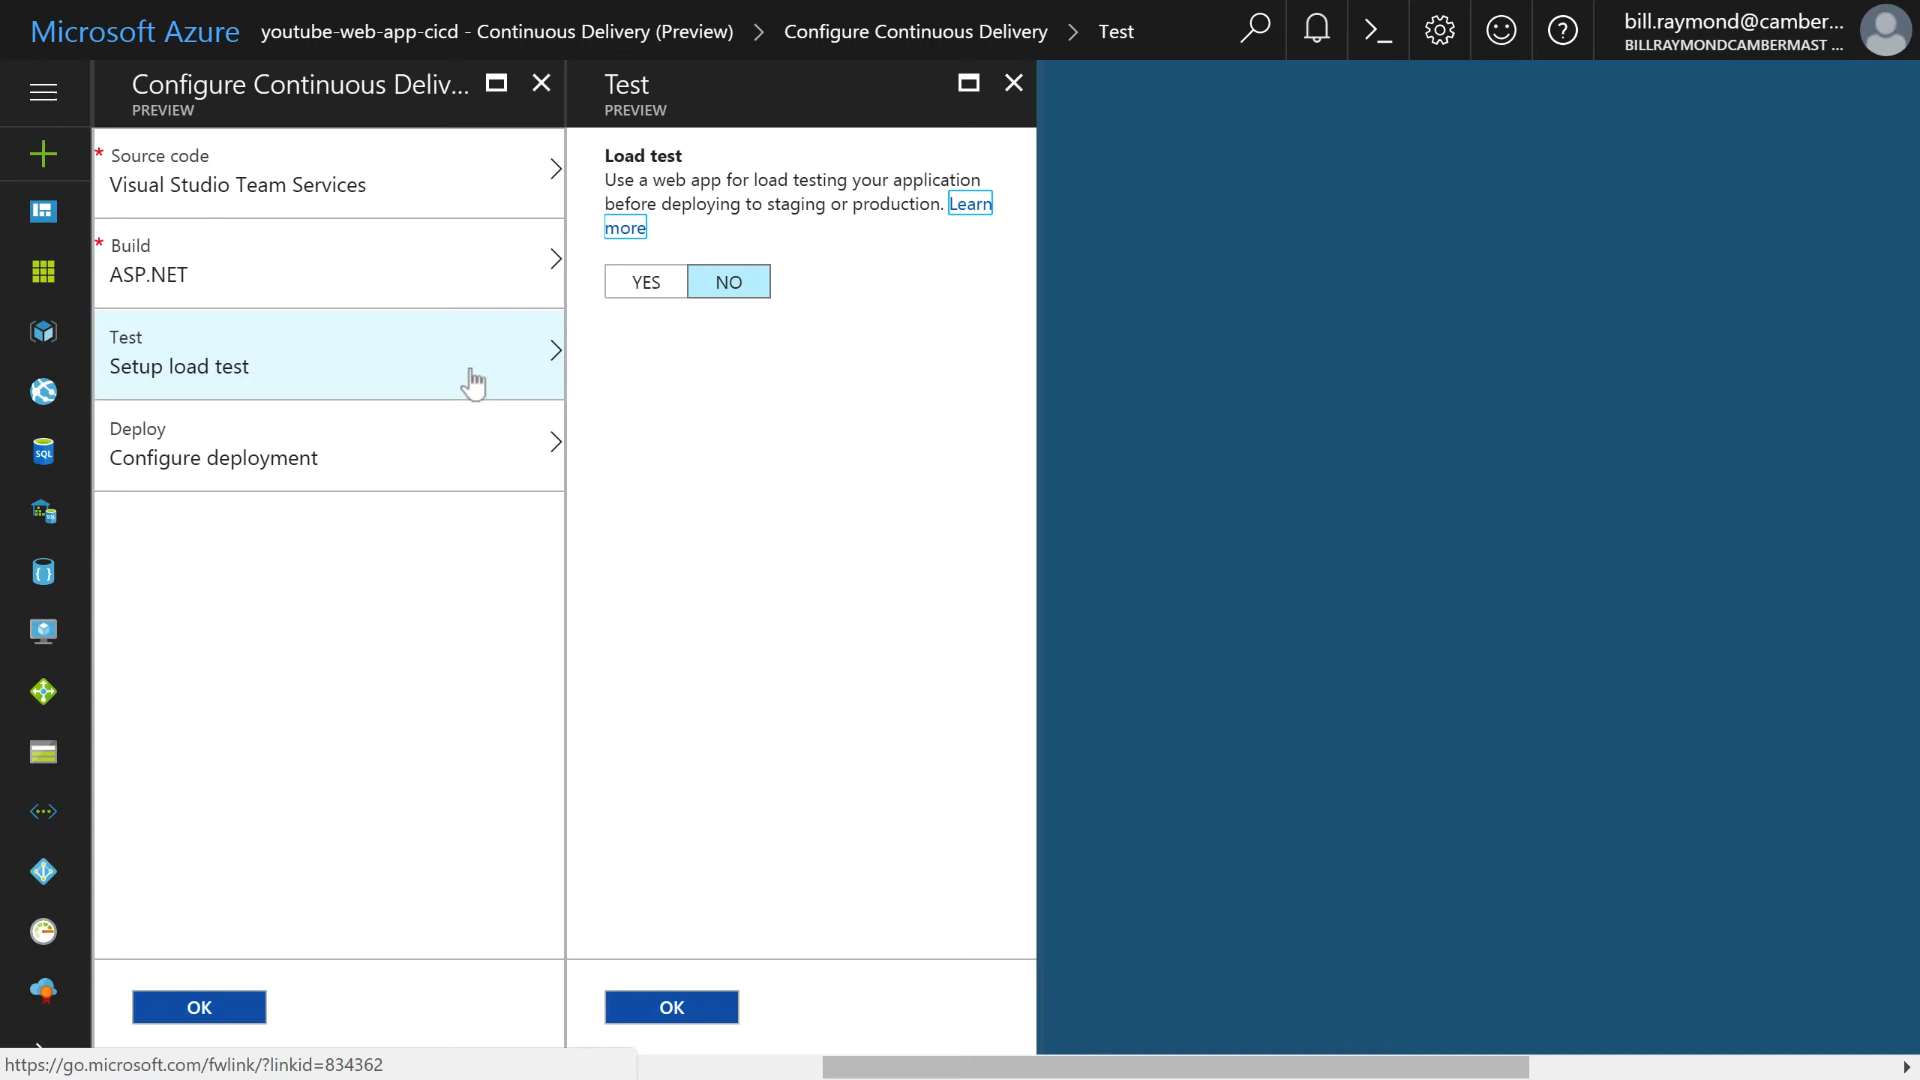 Microsoft Azure youtube-web-app-cicd - Continuous Delivery (Preview) Configure Continuous Delivery Test
bill.raymond@camber...
BILLRAYMONDCAMBERMAST ...
Configure Continuous Deliv...
PREVIEW
* Source code
Visual Studio Team Services
* Build
ASP.NET
Test
Setup load test
Deploy
Configure deployment
OK
Test
PREVIEW
Load test
Use a web app for load testing your application
before deploying to staging or production. Learn
more
YES NO
OK
SQL
SQL
https://go.microsoft.com/fwlink/?linkid=834362